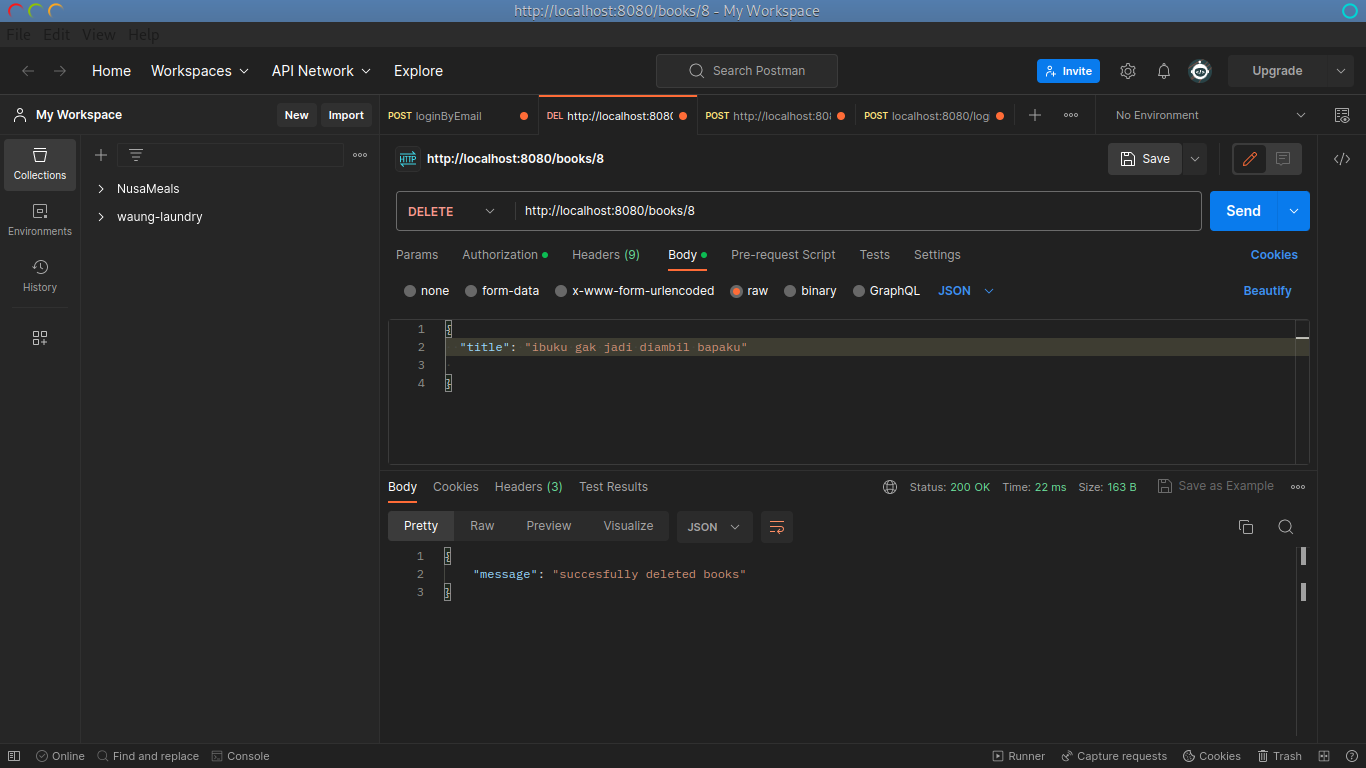 http://localhost:8080/books/8 - My Workspace
File Edit View Help
Home Workspaces API Network Explore Search Postman Invite Upgrade
My Workspace New Import
POST loginByEmail DEL http://localhost:808( POST http://localhost:80 POST localhost:8080/log No Environment
Collections
Environments
History
NusaMeals
waung-laundry
HTTP http://localhost:8080/books/8 Save
DELETE http://localhost:8080/books/8 Send
Params Authorization Headers (9) Body Pre-request Script Tests Settings Cookies
none form-data x-www-form-urlencoded raw binary GraphQL JSON Beautify
1 {
2 "title": "ibuku gak jadi diambil bapaku"
3
4 }
Body Cookies Headers (3) Test Results Status: 200 OK Time: 22 ms Size: 163 B Save as Example
Pretty Raw Preview Visualize JSON
1 {
2 "message": "succesfully deleted books"
3 }
Online Find and replace Console Runner Capture requests Cookies Trash